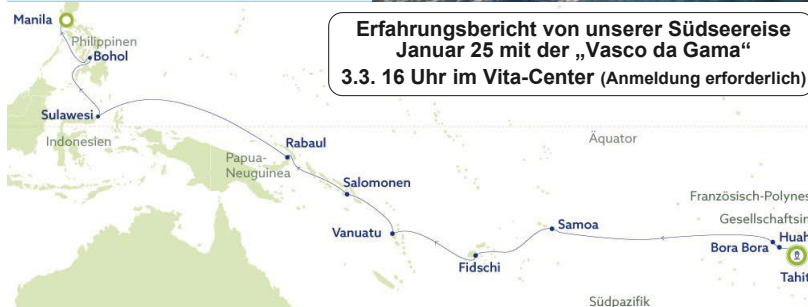 Erfahrungsbericht von unserer Südseereise
Januar 25 mit der „Vasco da Gama“
3.3. 16 Uhr im Vita-Center (Anmeldung erforderlich)
Manila
Philippinen
Bohol
Sulawesi
Indonesien
Papua-
Neuguinea
Rabaul
Salomonen
Vanuatu
Fidschi
Samoa
Äquator
Französisch-Polynes
Gesellschaftsin
Huah
Bora Bora
Tahit
Südpazifik